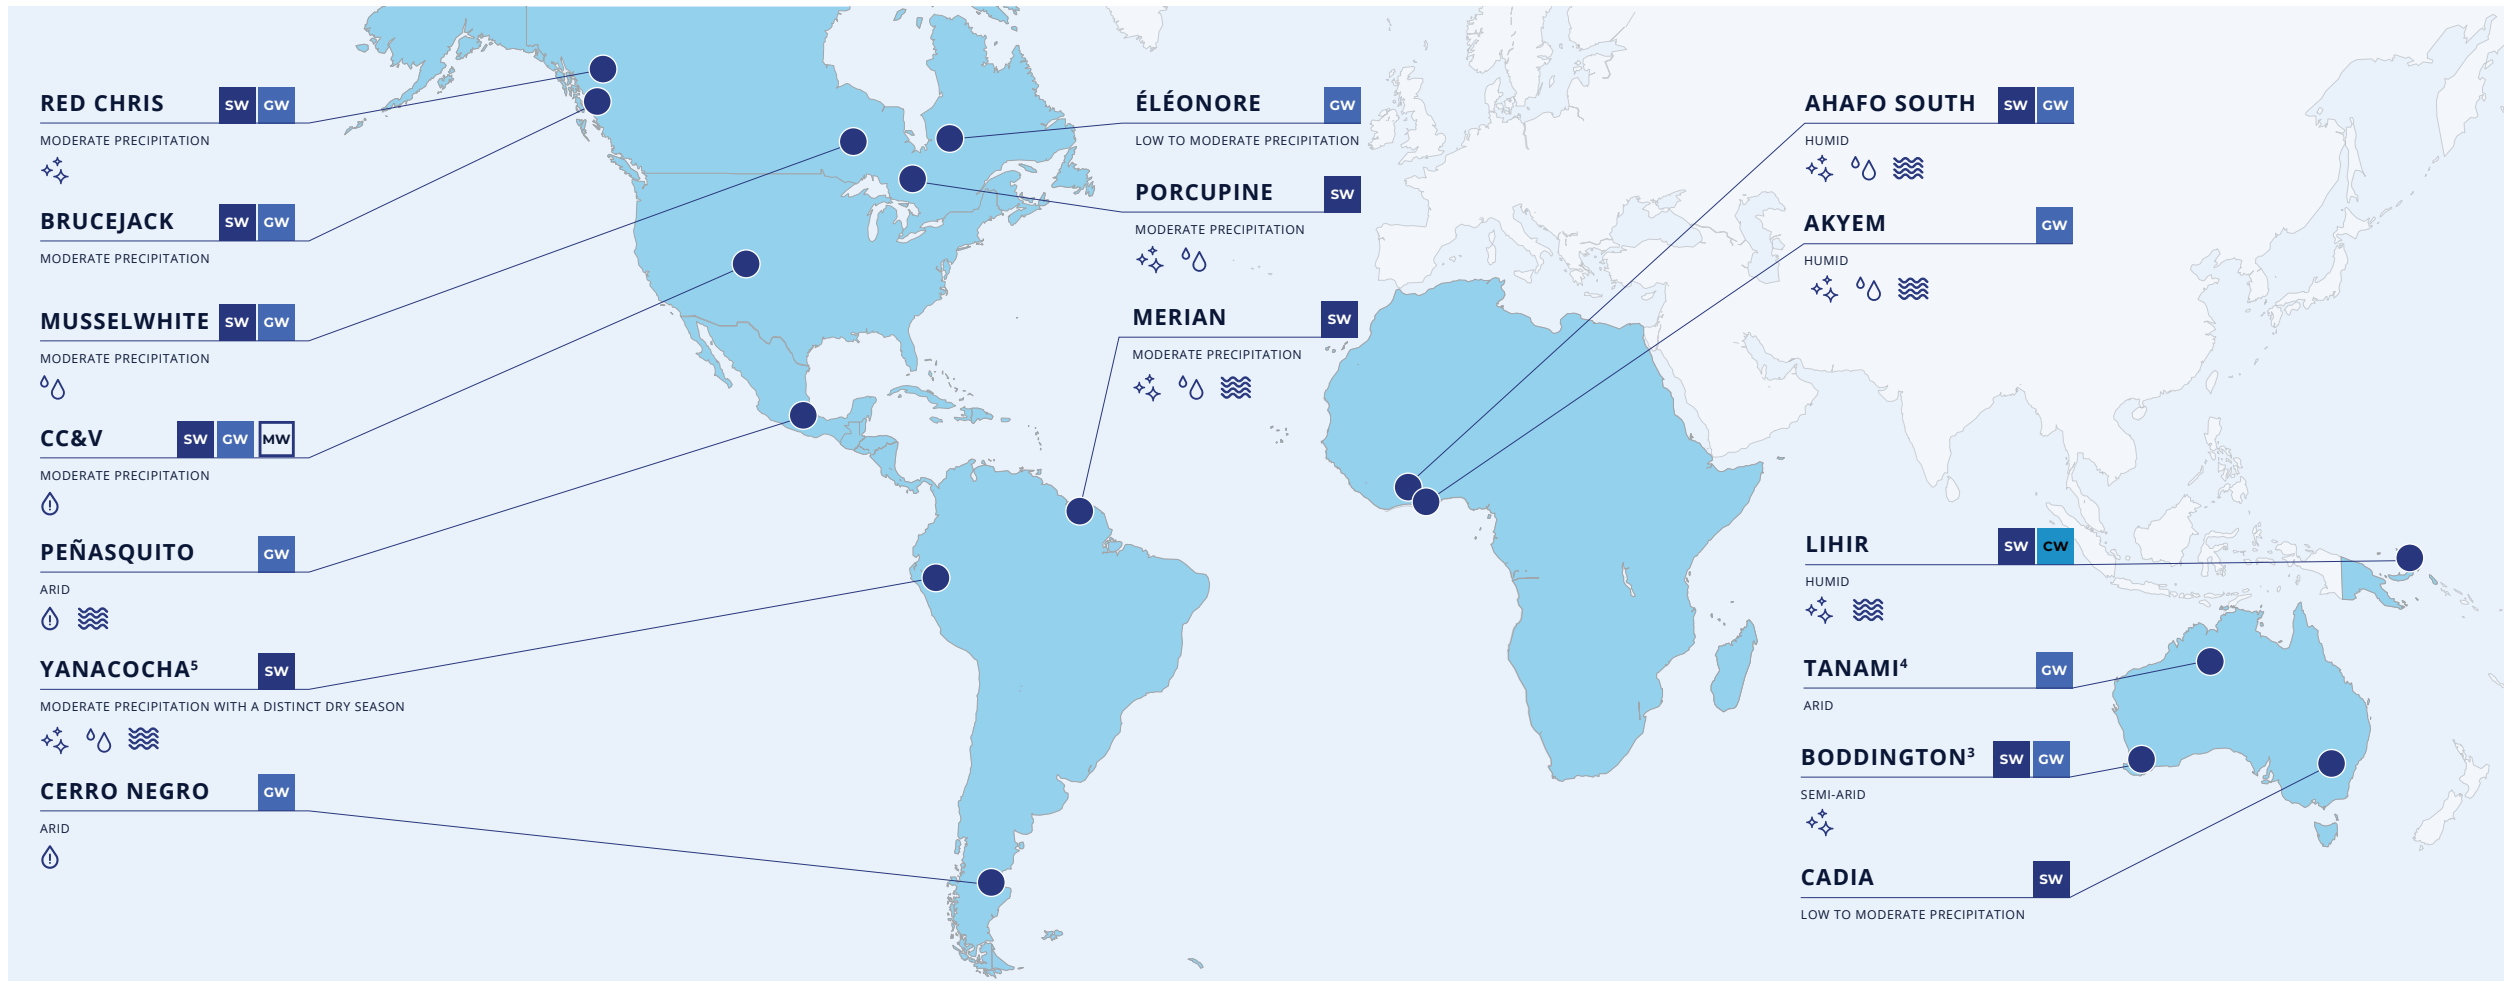 RED CHRIS SW GW
MODERATE PRECIPITATION
BRUCEJACK SW GW
MODERATE PRECIPITATION
MUSSELWHITE SW GW
MODERATE PRECIPITATION
CC&V SW GW MW
MODERATE PRECIPITATION
PEÑASQUITO GW
ARID
YANACOCHA⁵ SW
MODERATE PRECIPITATION WITH A DISTINCT DRY SEASON
CERRO NEGRO GW
ARID
ÉLÉONORE GW
LOW TO MODERATE PRECIPITATION
PORCUPINE SW
MODERATE PRECIPITATION
MERIAN SW
MODERATE PRECIPITATION
AHAFO SOUTH SW GW
HUMID
AKYEM GW
HUMID
LIHIR SW CW
HUMID
TANAMI⁴ GW
ARID
BODDINGTON³ SW GW
SEMI-ARID
CADIA SW
LOW TO MODERATE PRECIPITATION